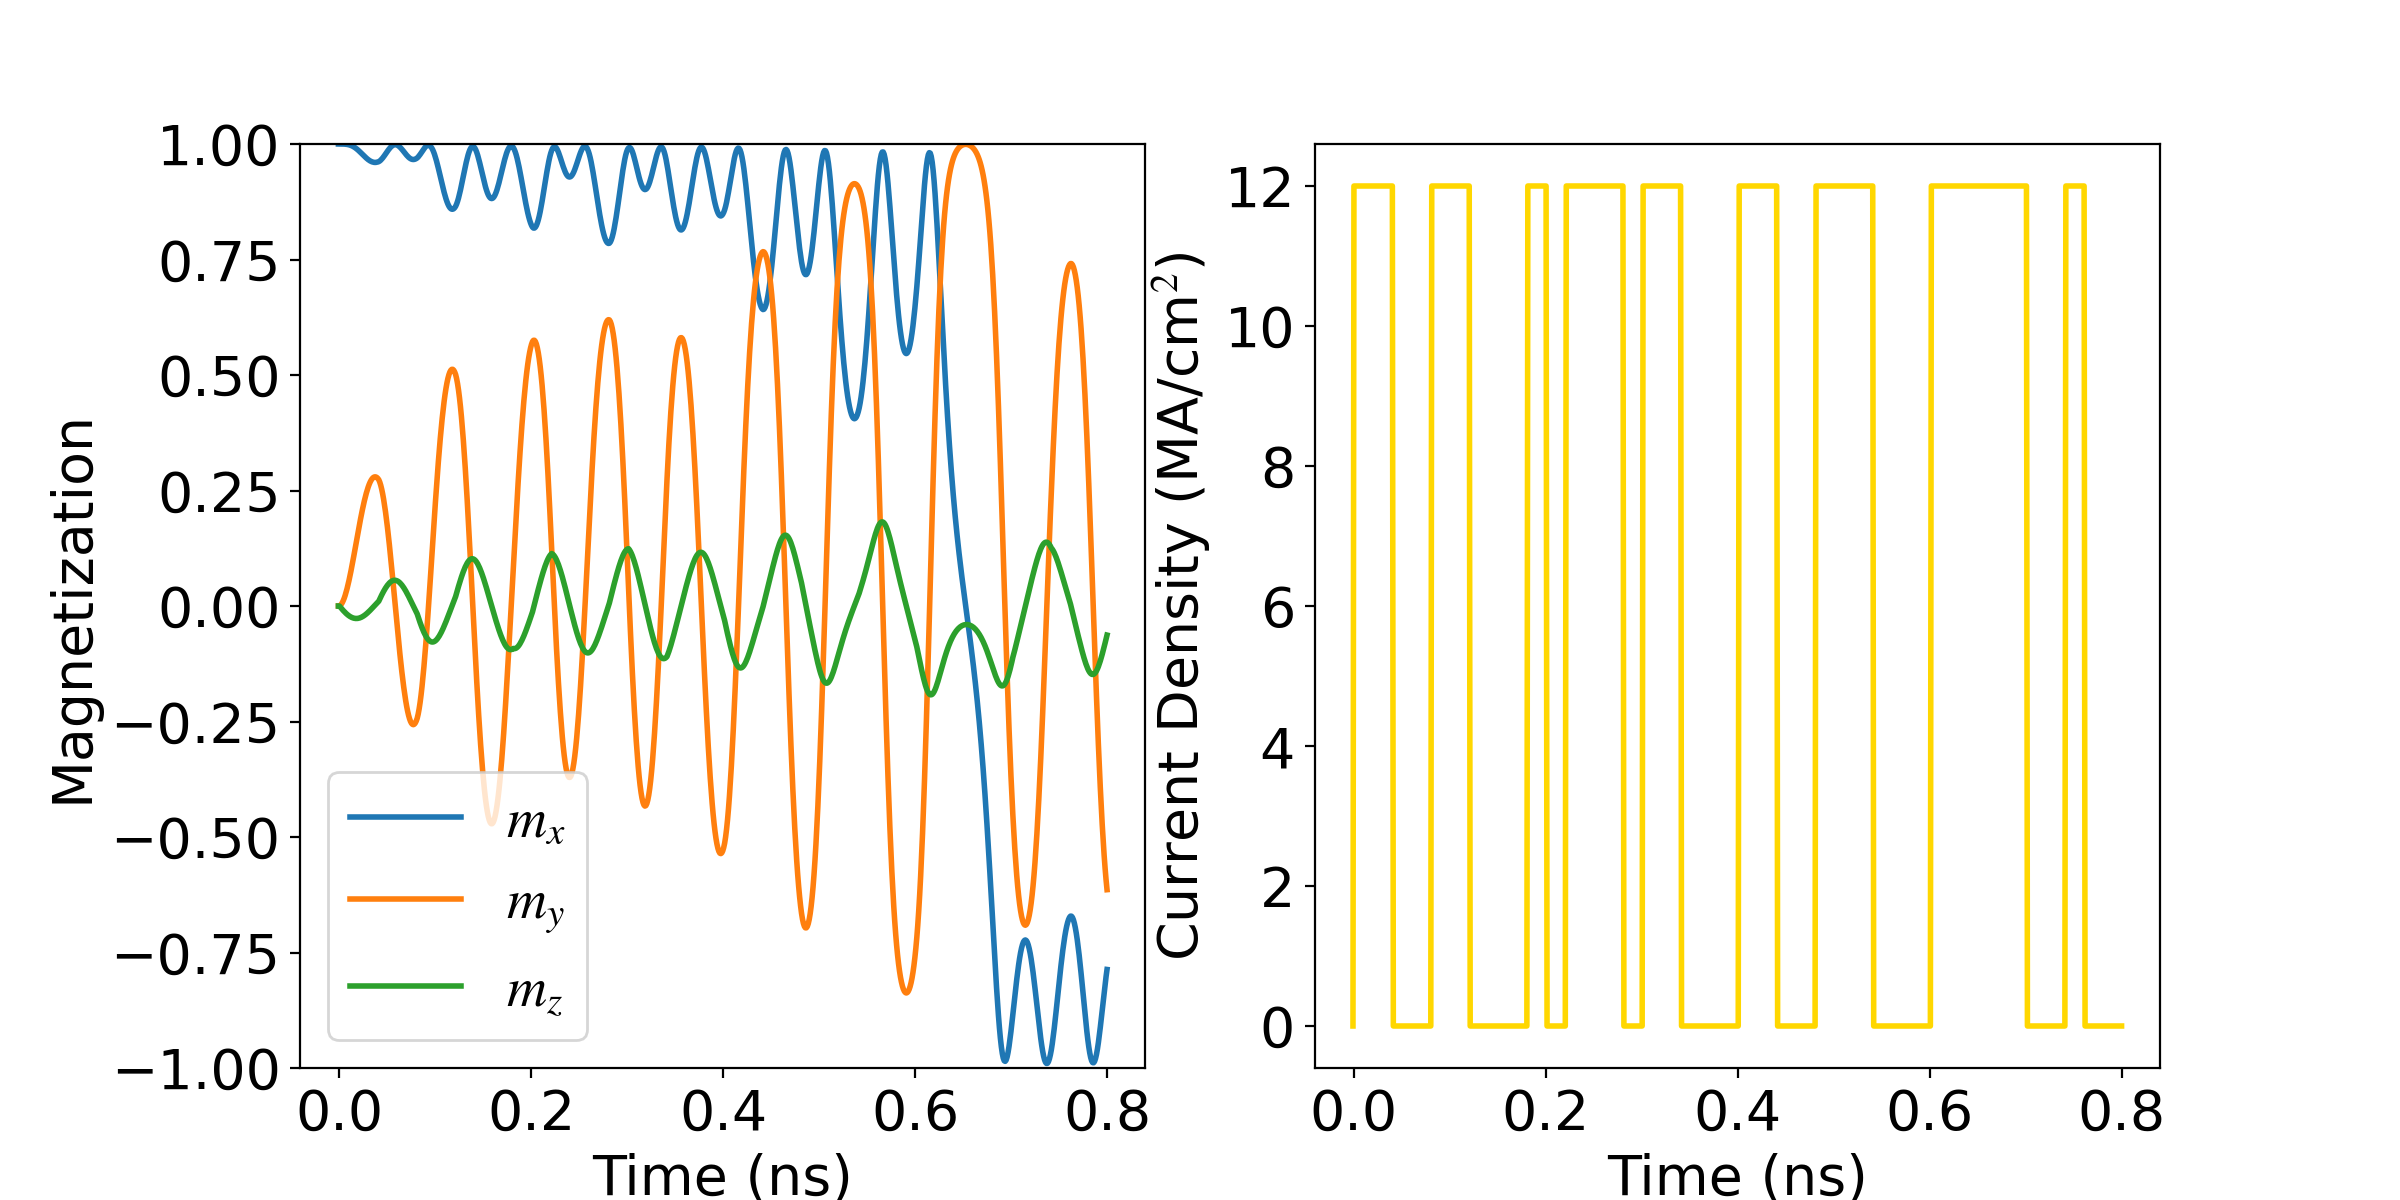 1.00
0.75
0.50
0.25
0.00
−0.25
−0.50
−0.75
−1.00
Magnetization
0.0 0.2 0.4 0.6 0.8
Time (ns)
m_x
m_y
m_z
12
10
8
6
4
2
0
Current Density (MA/cm²)
0.0 0.2 0.4 0.6 0.8
Time (ns)